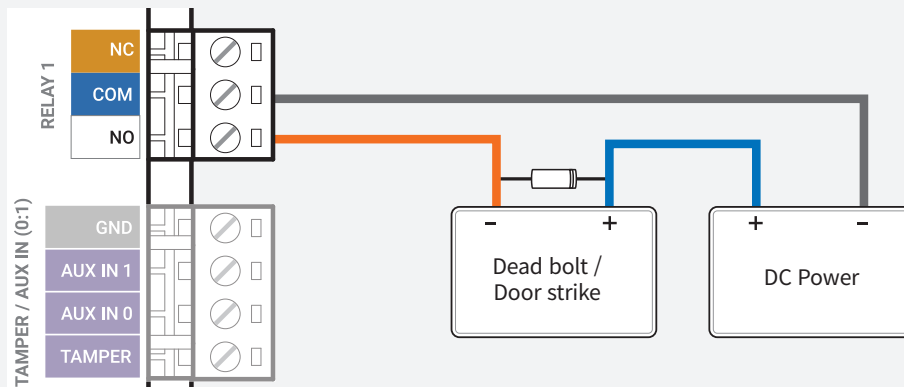 RELAY 1
NC
COM
NO
TAMPER / AUX IN (0:1)
GND
AUX IN 1
AUX IN 0
TAMPER
- +
Dead bolt /
Door strike
+ -
DC Power